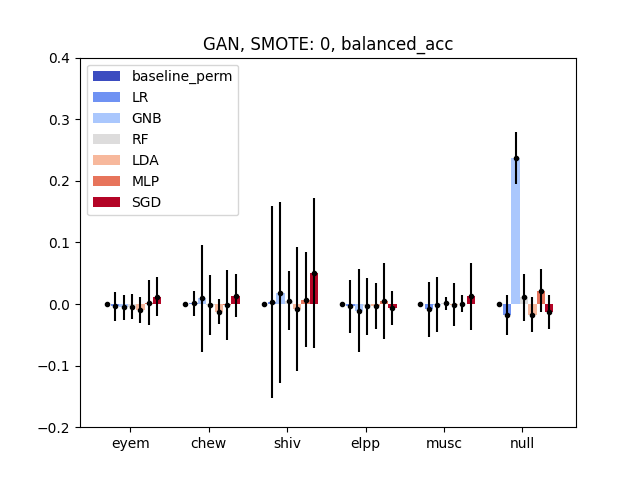 GAN, SMOTE: 0, balanced_acc
0.4
0.3
0.2
0.1
0.0
−0.1
−0.2
baseline_perm
LR
GNB
RF
LDA
MLP
SGD
eyem
chew
shiv
elpp
musc
null